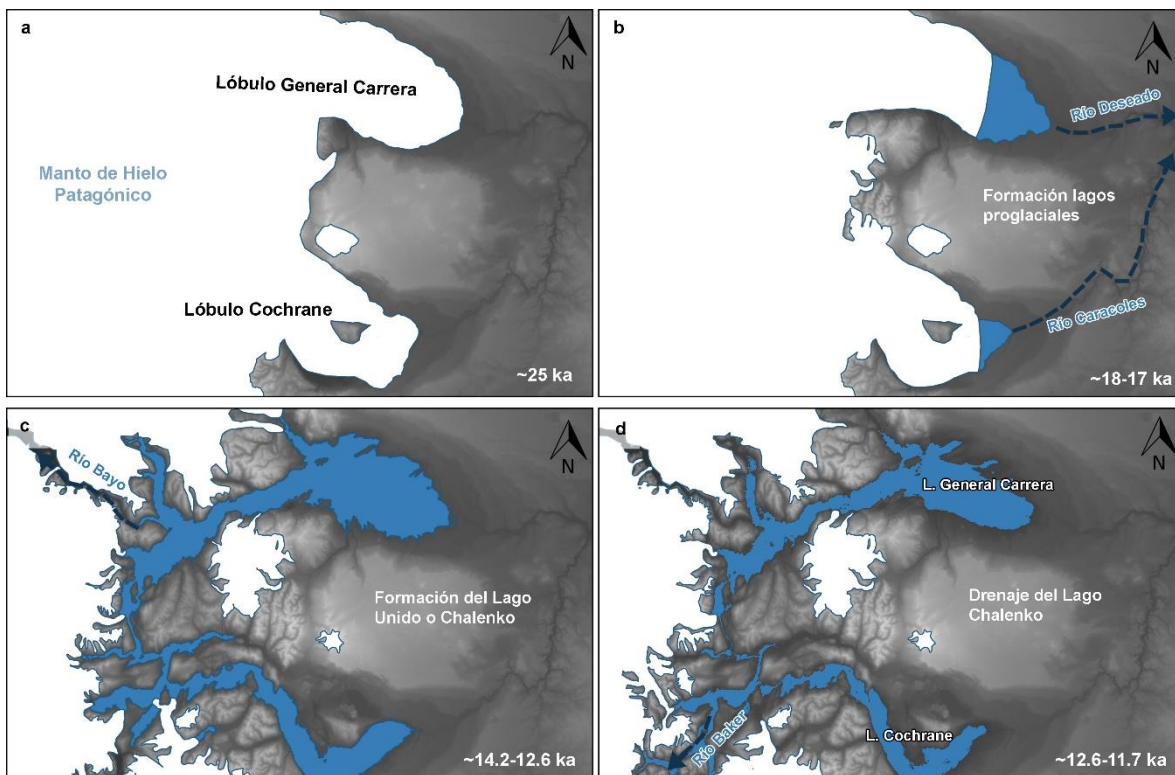 a
N
Lóbulo General Carrera
Manto de Hielo
Patagónico
Lóbulo Cochrane
~25 ka
b
N
Río Deseado
Formación lagos
proglaciales
Río Caracoles
~18-17 ka
c
N
Río Bayo
Formación del Lago
Unido o Chalenko
~14.2-12.6 ka
d
N
L. General Carrera
Drenaje del Lago
Chalenko
L. Cochrane
Río Baker
~12.6-11.7 ka